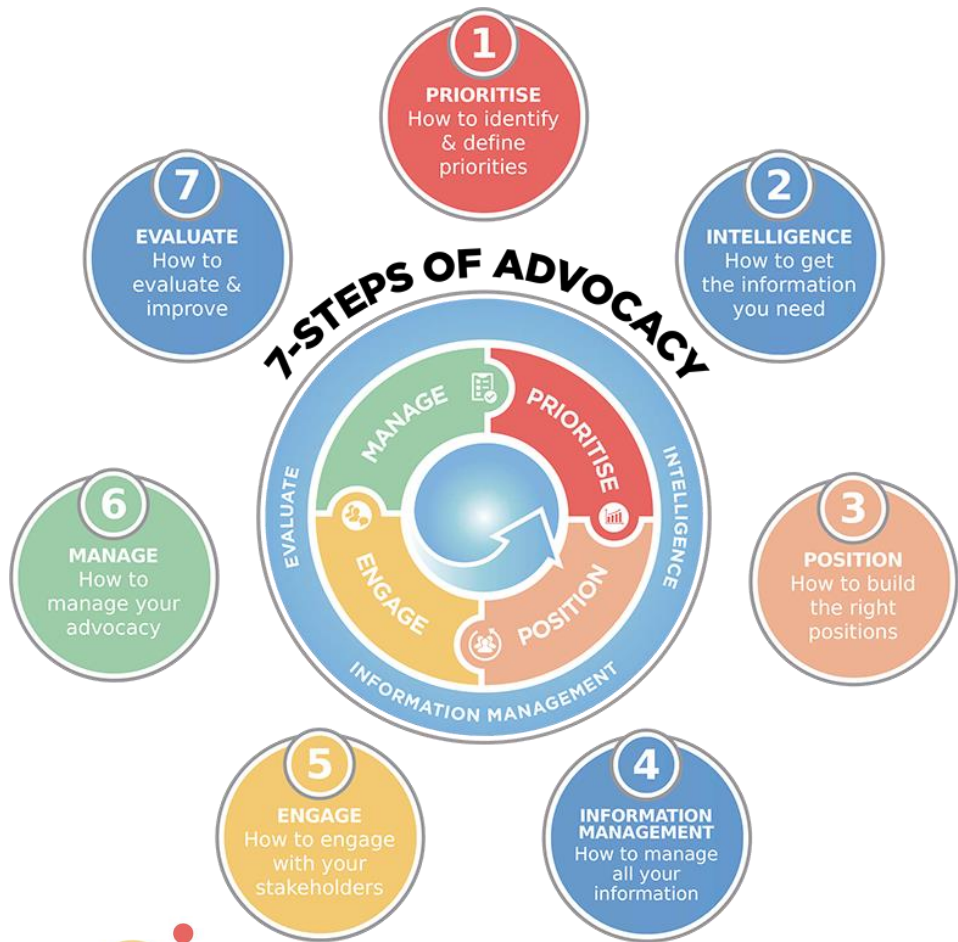 1
PRIORITISE
How to identify
& define
priorities
2
INTELLIGENCE
How to get
the information
you need
3
POSITION
How to build
the right
positions
4
INFORMATION
MANAGEMENT
How to manage
all your
information
5
ENGAGE
How to engage
with your
stakeholders
6
MANAGE
How to
manage your
advocacy
7
EVALUATE
How to
evaluate &
improve
7-STEPS OF ADVOCACY
MANAGE
PRIORITISE
POSITION
ENGAGE
EVALUATE
INTELLIGENCE
INFORMATION MANAGEMENT